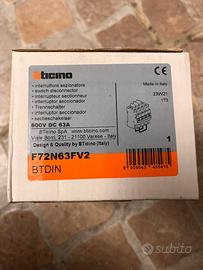 bticino
Made in Italy
- interruttore sezionatore
- switch disconnector
- interrupteur sectionneur
- interruptor seccionador
- Trennschalter
- interruptor seccionador
23W21
1T3
800V DC 63A
BTicino SpA www.bticino.com
Viale Borri, 231 - 21100 Varese - Italy
1
Design & Quality by BTicino (Italy)
F72N63FV2
BTDIN
subito